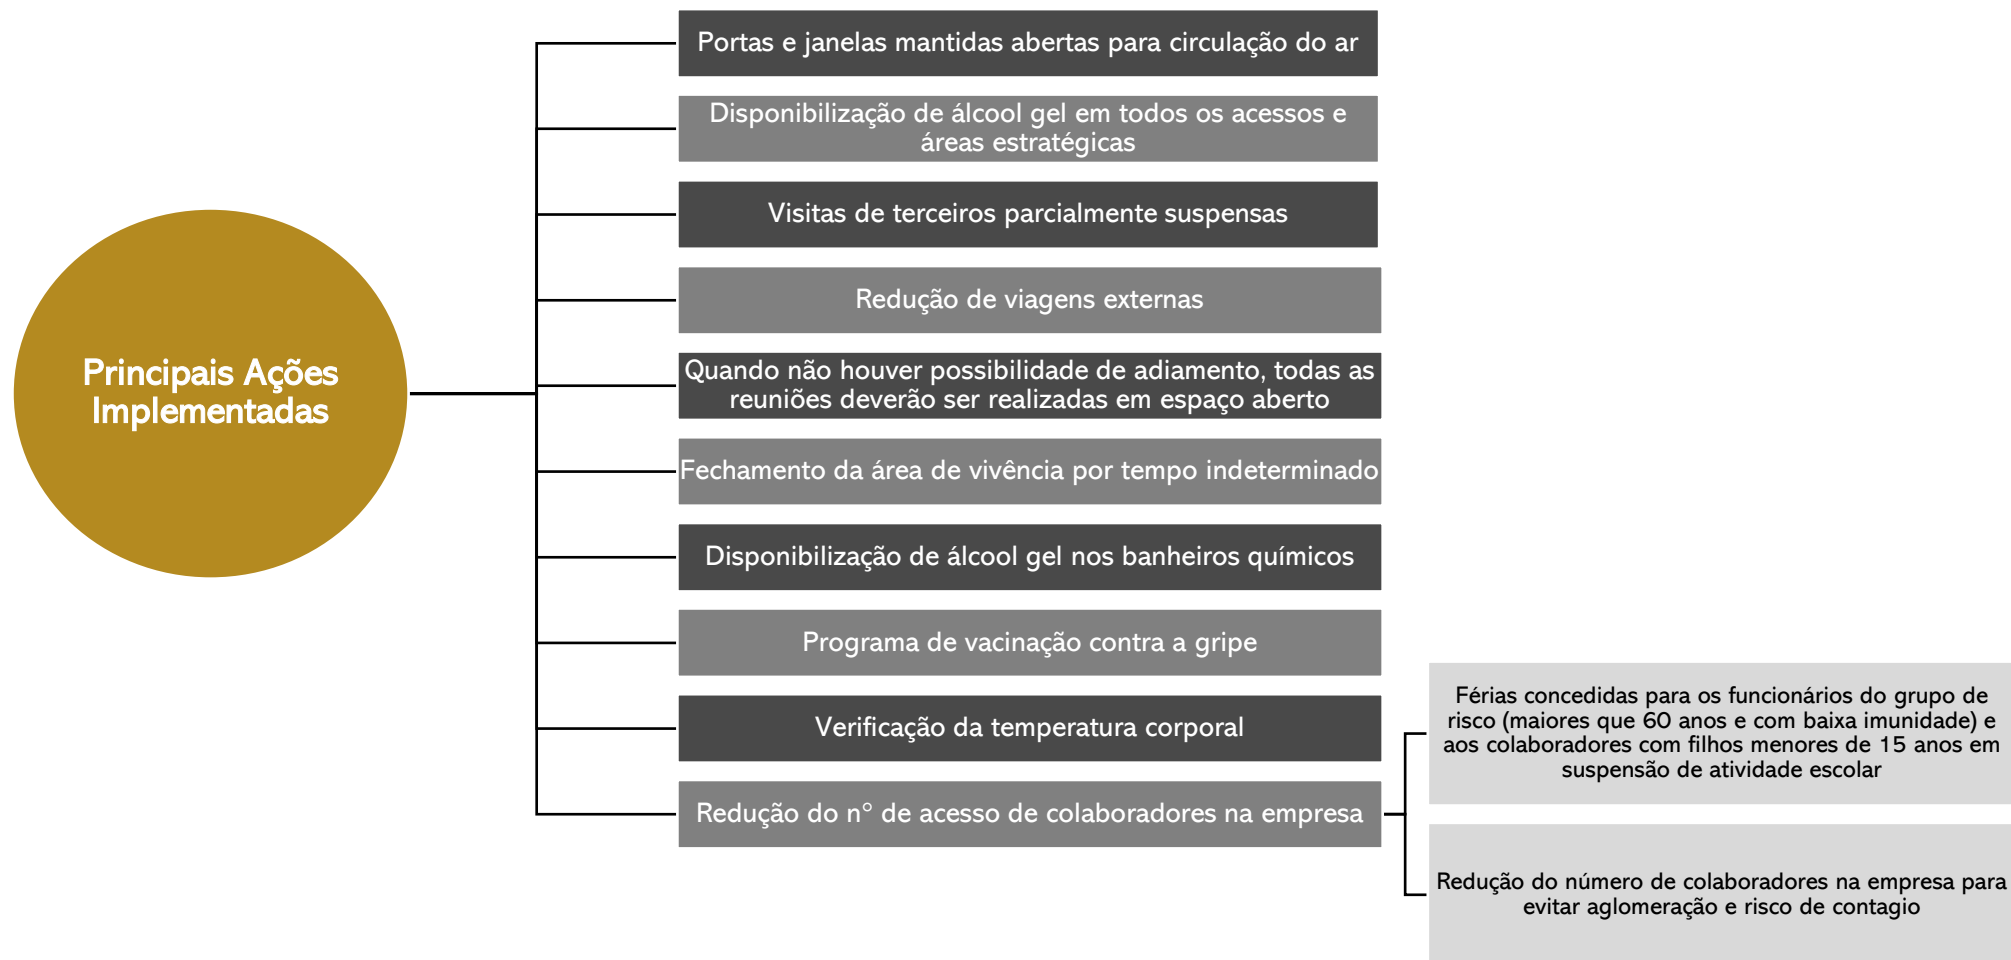 Principais Ações
Implementadas
Portas e janelas mantidas abertas para circulação do ar
Disponibilização de álcool gel em todos os acessos e
áreas estratégicas
Visitas de terceiros parcialmente suspensas
Redução de viagens externas
Quando não houver possibilidade de adiamento, todas as
reuniões deverão ser realizadas em espaço aberto
Fechamento da área de vivência por tempo indeterminado
Disponibilização de álcool gel nos banheiros químicos
Programa de vacinação contra a gripe
Verificação da temperatura corporal
Redução do n° de acesso de colaboradores na empresa
Férias concedidas para os funcionários do grupo de
risco (maiores que 60 anos e com baixa imunidade) e
aos colaboradores com filhos menores de 15 anos em
suspensão de atividade escolar
Redução do número de colaboradores na empresa para
evitar aglomeração e risco de contagio